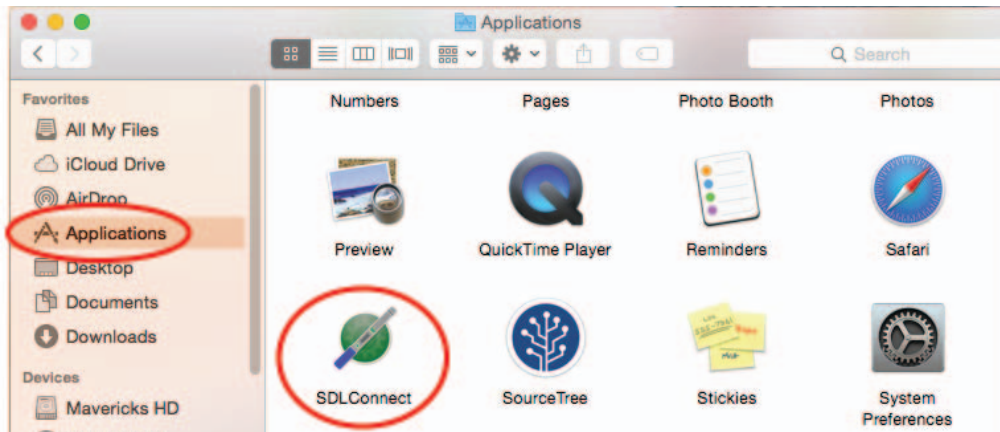 Applications
Search
Favorites
All My Files
iCloud Drive
AirDrop
Applications
Desktop
Documents
Downloads
Devices
Mavericks HD
Numbers
Pages
Photo Booth
Photos
Preview
QuickTime Player
Reminders
Safari
SDLConnect
SourceTree
Stickies
System
Preferences